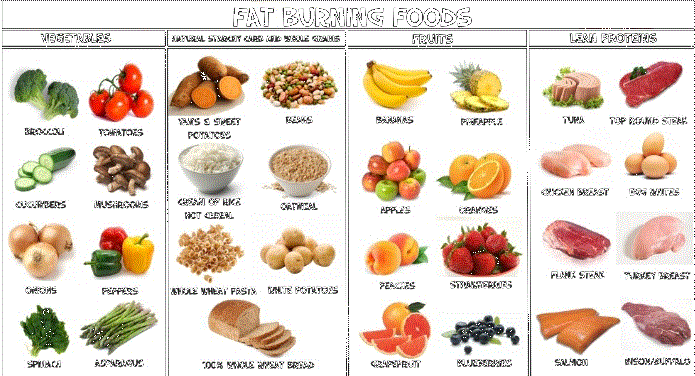 FAT BURNING FOODS
VEGETABLES
NATURAL STARCHY CARB AND WHOLE GRAINS
FRUITS
LEAN PROTEINS
BROCCOLI
TOMATOES
YAMS & SWEET
POTATOES
BEANS
BANANAS
PINEAPPLE
TUNA
TOP ROUND STEAK
CUCUMBERS
MUSHROOMS
CREAM OF RICE
HOT CEREAL
OATMEAL
APPLES
ORANGES
CHICKEN BREAST
EGG WHITES
ONIONS
PEPPERS
WHOLE WHEAT PASTA
WHITE POTATOES
PEACHES
STRAWBERRIES
FLANK STEAK
TURKEY BREAST
SPINACH
ASPARAGUS
100% WHOLE WHEAT BREAD
GRAPEFRUIT
BLUEBERRIES
SALMON
BISON/BUFFALO